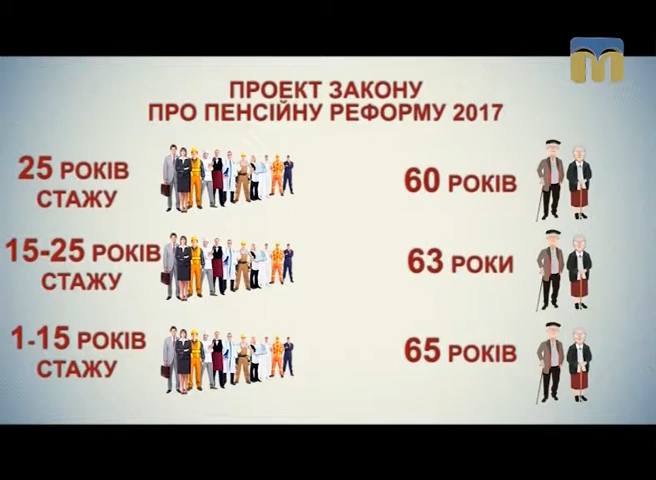 ПРОЕКТ ЗАКОНУ
ПРО ПЕНСІЙНУ РЕФОРМУ 2017
25 РОКІВ
СТАЖУ
60 РОКІВ
15-25 РОКІВ
СТАЖУ
63 РОКИ
1-15 РОКІВ
СТАЖУ
65 РОКІВ